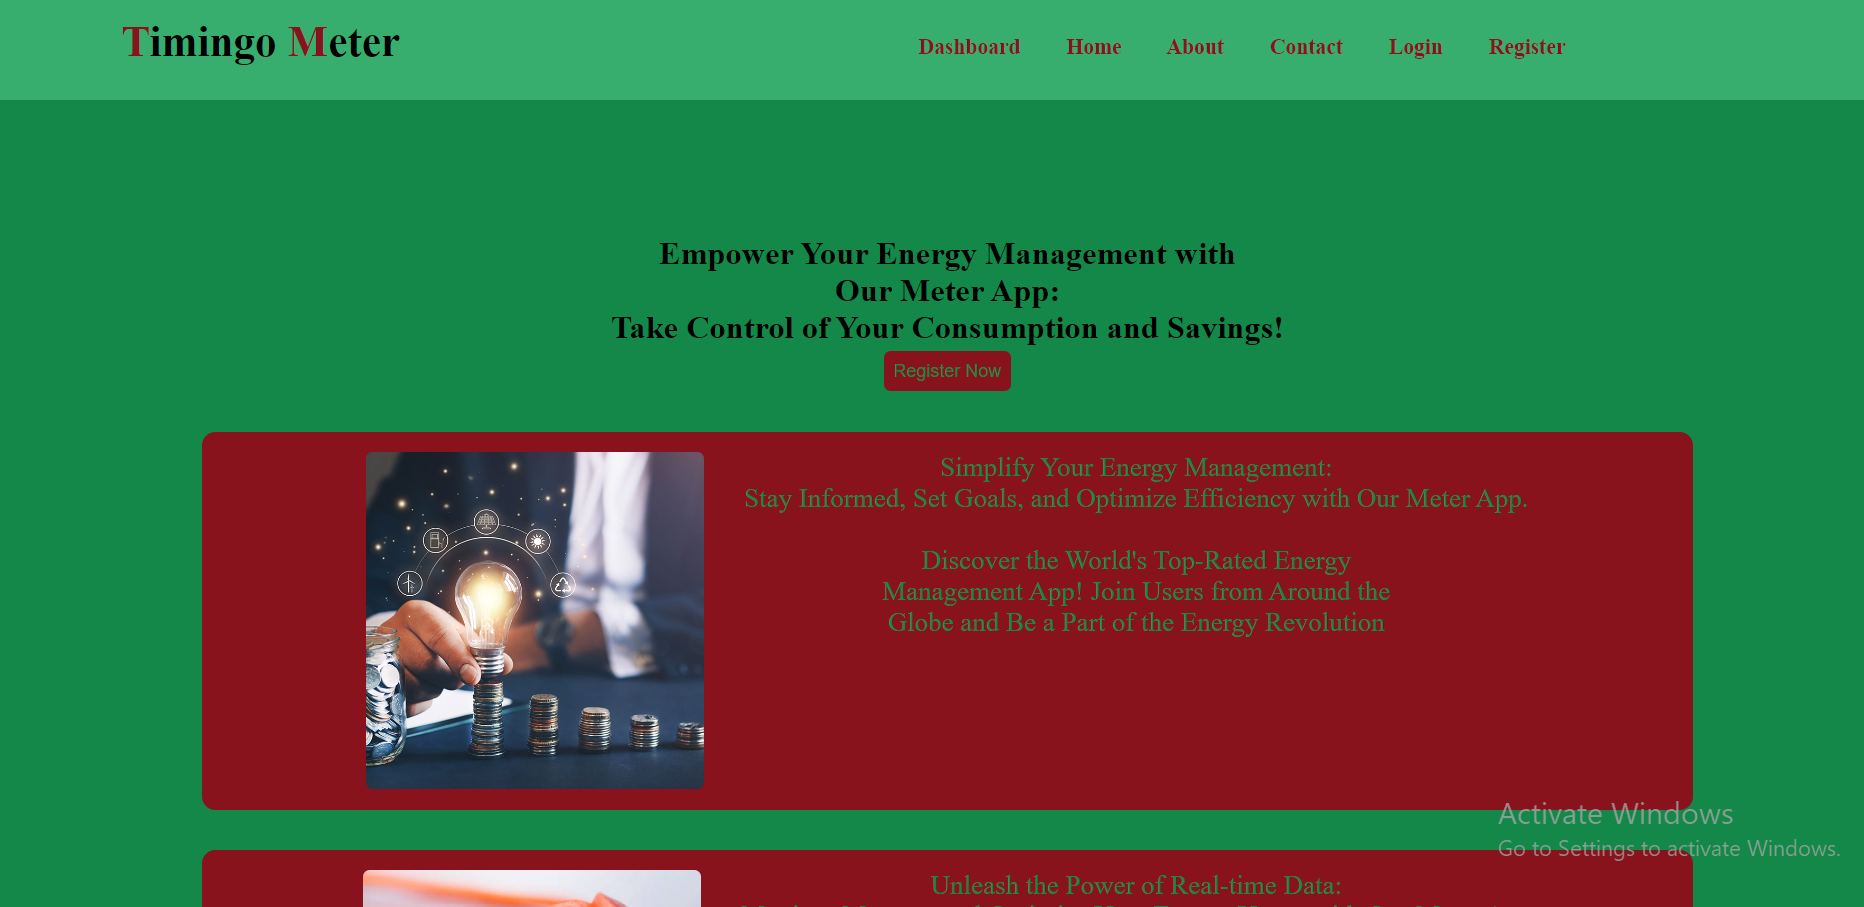 Timingo Meter
Dashboard Home About Contact Login Register
Empower Your Energy Management with
Our Meter App:
Take Control of Your Consumption and Savings!
Register Now
Simplify Your Energy Management:
Stay Informed, Set Goals, and Optimize Efficiency with Our Meter App.
Discover the World's Top-Rated Energy
Management App! Join Users from Around the
Globe and Be a Part of the Energy Revolution
Activate Windows
Go to Settings to activate Windows.
Unleash the Power of Real-time Data: